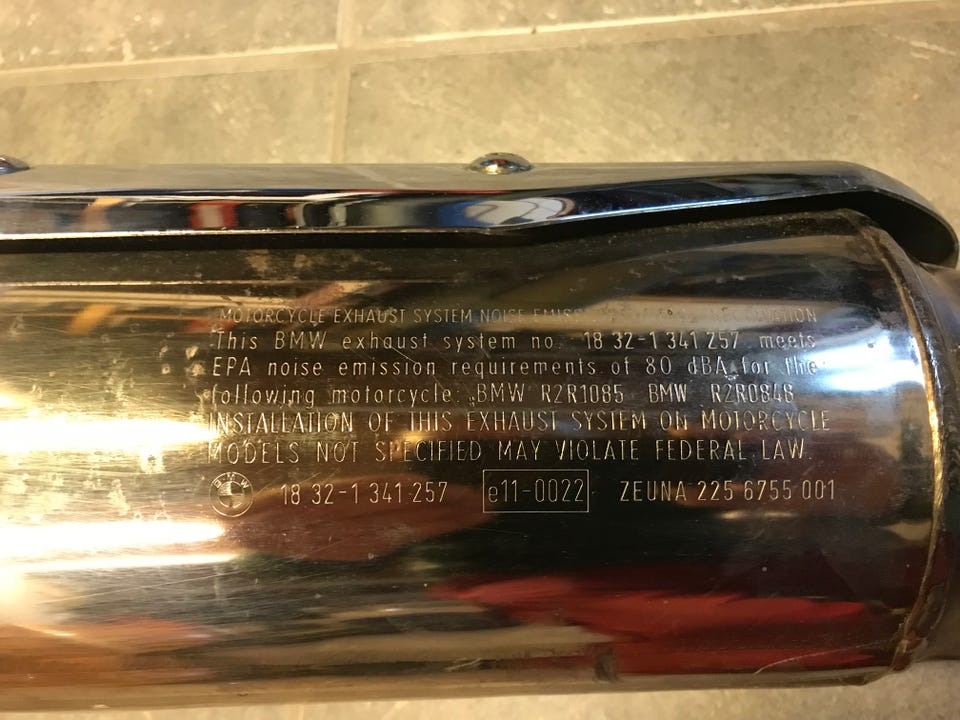 MOTORCYCLE EXHAUST SYSTEM NOISE EMISSION
This BMW exhaust system no. 18 32-1 341 257 meets
EPA noise emission requirements of 80 dBA for the
following motorcycle: BMW R2R1085 BMW R2R0848
INSTALLATION OF THIS EXHAUST SYSTEM ON MOTORCYCLE
MODELS NOT SPECIFIED MAY VIOLATE FEDERAL LAW.
BMW 18 32-1 341 257 e11-0022 ZEUNA 225 6755 001